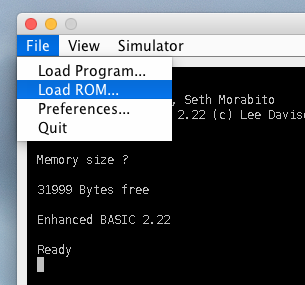 File View Simulator
Load Program...
Load ROM...
Preferences...
Quit
, Seth Morabito
2.22 (c) Lee Davis
Memory size ?
31999 Bytes free
Enhanced BASIC 2.22
Ready